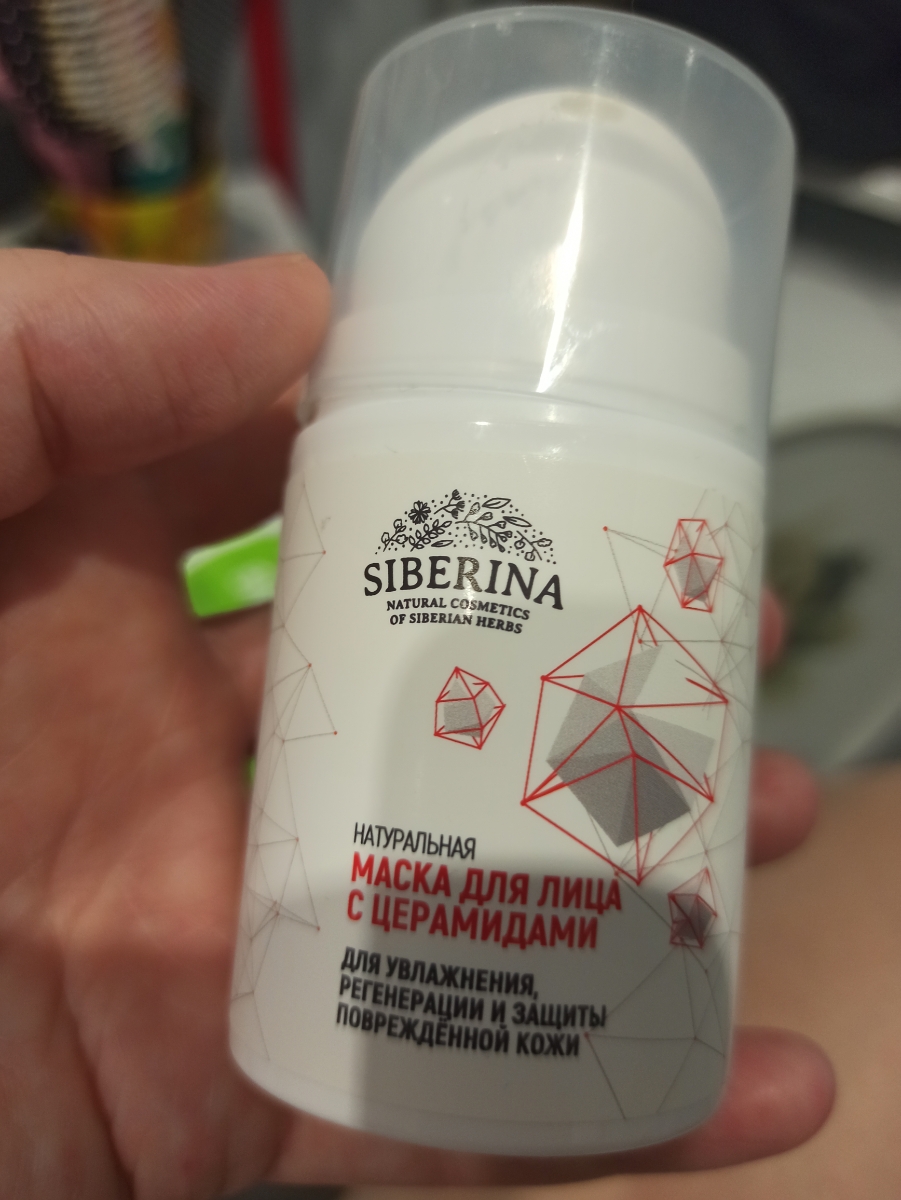 SIBERINA
NATURAL COSMETICS
OF SIBERIAN HERBS
НАТУРАЛЬНАЯ
МАСКА ДЛЯ ЛИЦА
С ЦЕРАМИДАМИ
ДЛЯ УВЛАЖНЕНИЯ,
РЕГЕНЕРАЦИИ И ЗАЩИТЫ
ПОВРЕЖДЁННОЙ КОЖИ